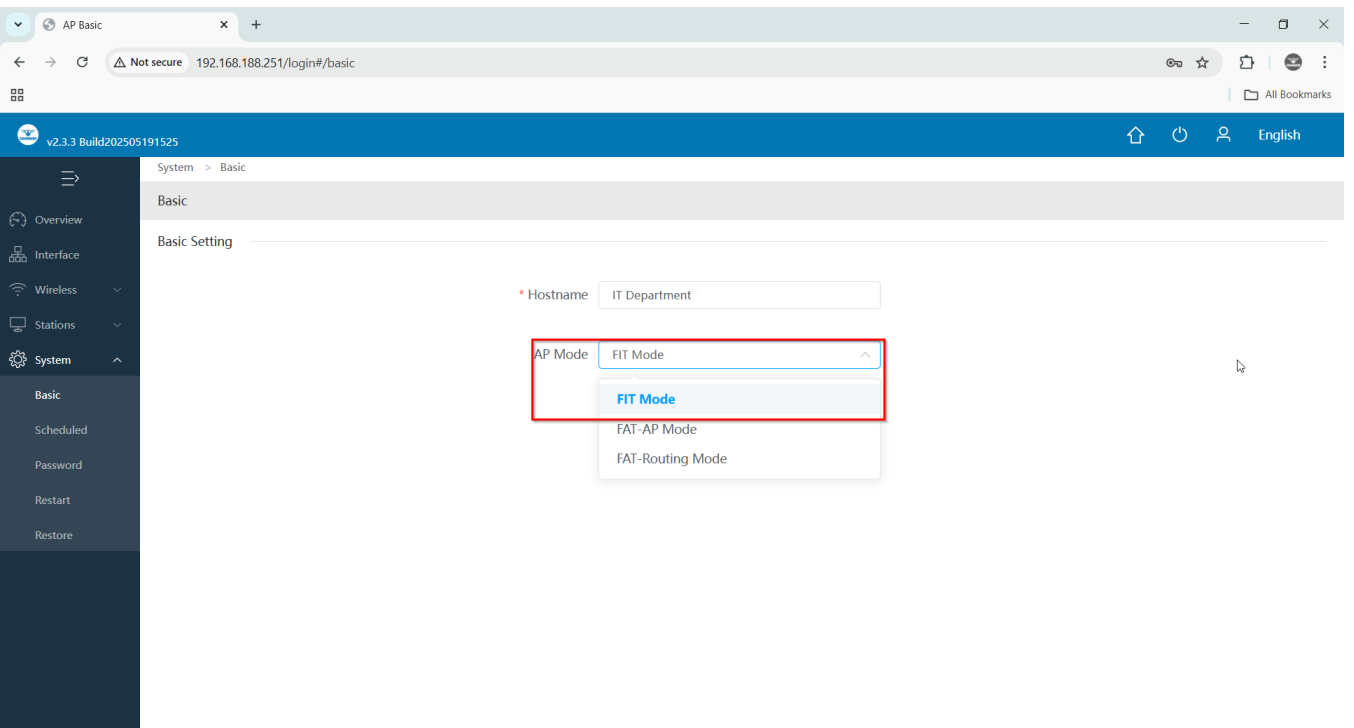 AP Basic
Not secure 192.168.188.251/login#/basic
All Bookmarks
v2.3.3 Build202505191525
English
System > Basic
Basic
Overview
Basic Setting
Interface
Wireless
* Hostname IT Department
Stations
System
AP Mode FIT Mode
Basic
FIT Mode
Scheduled
FAT-AP Mode
Password
FAT-Routing Mode
Restart
Restore